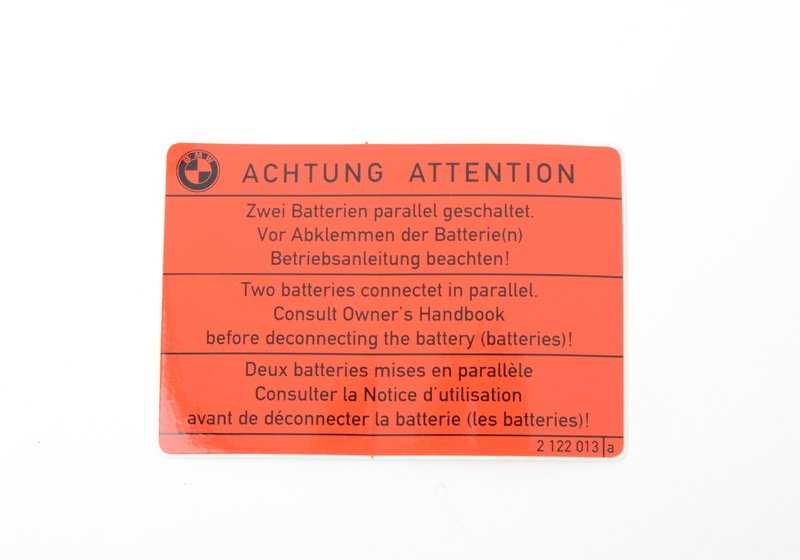 BMW ACHTUNG ATTENTION
Zwei Batterien parallel geschaltet.
Vor Abklemmen der Batterie(n)
Betriebsanleitung beachten!
Two batteries connectet in parallel.
Consult Owner's Handbook
before deconnecting the battery (batteries)!
Deux batteries mises en parallèle
Consulter la Notice d'utilisation
avant de déconnecter la batterie (les batteries)!
2 122 013 a